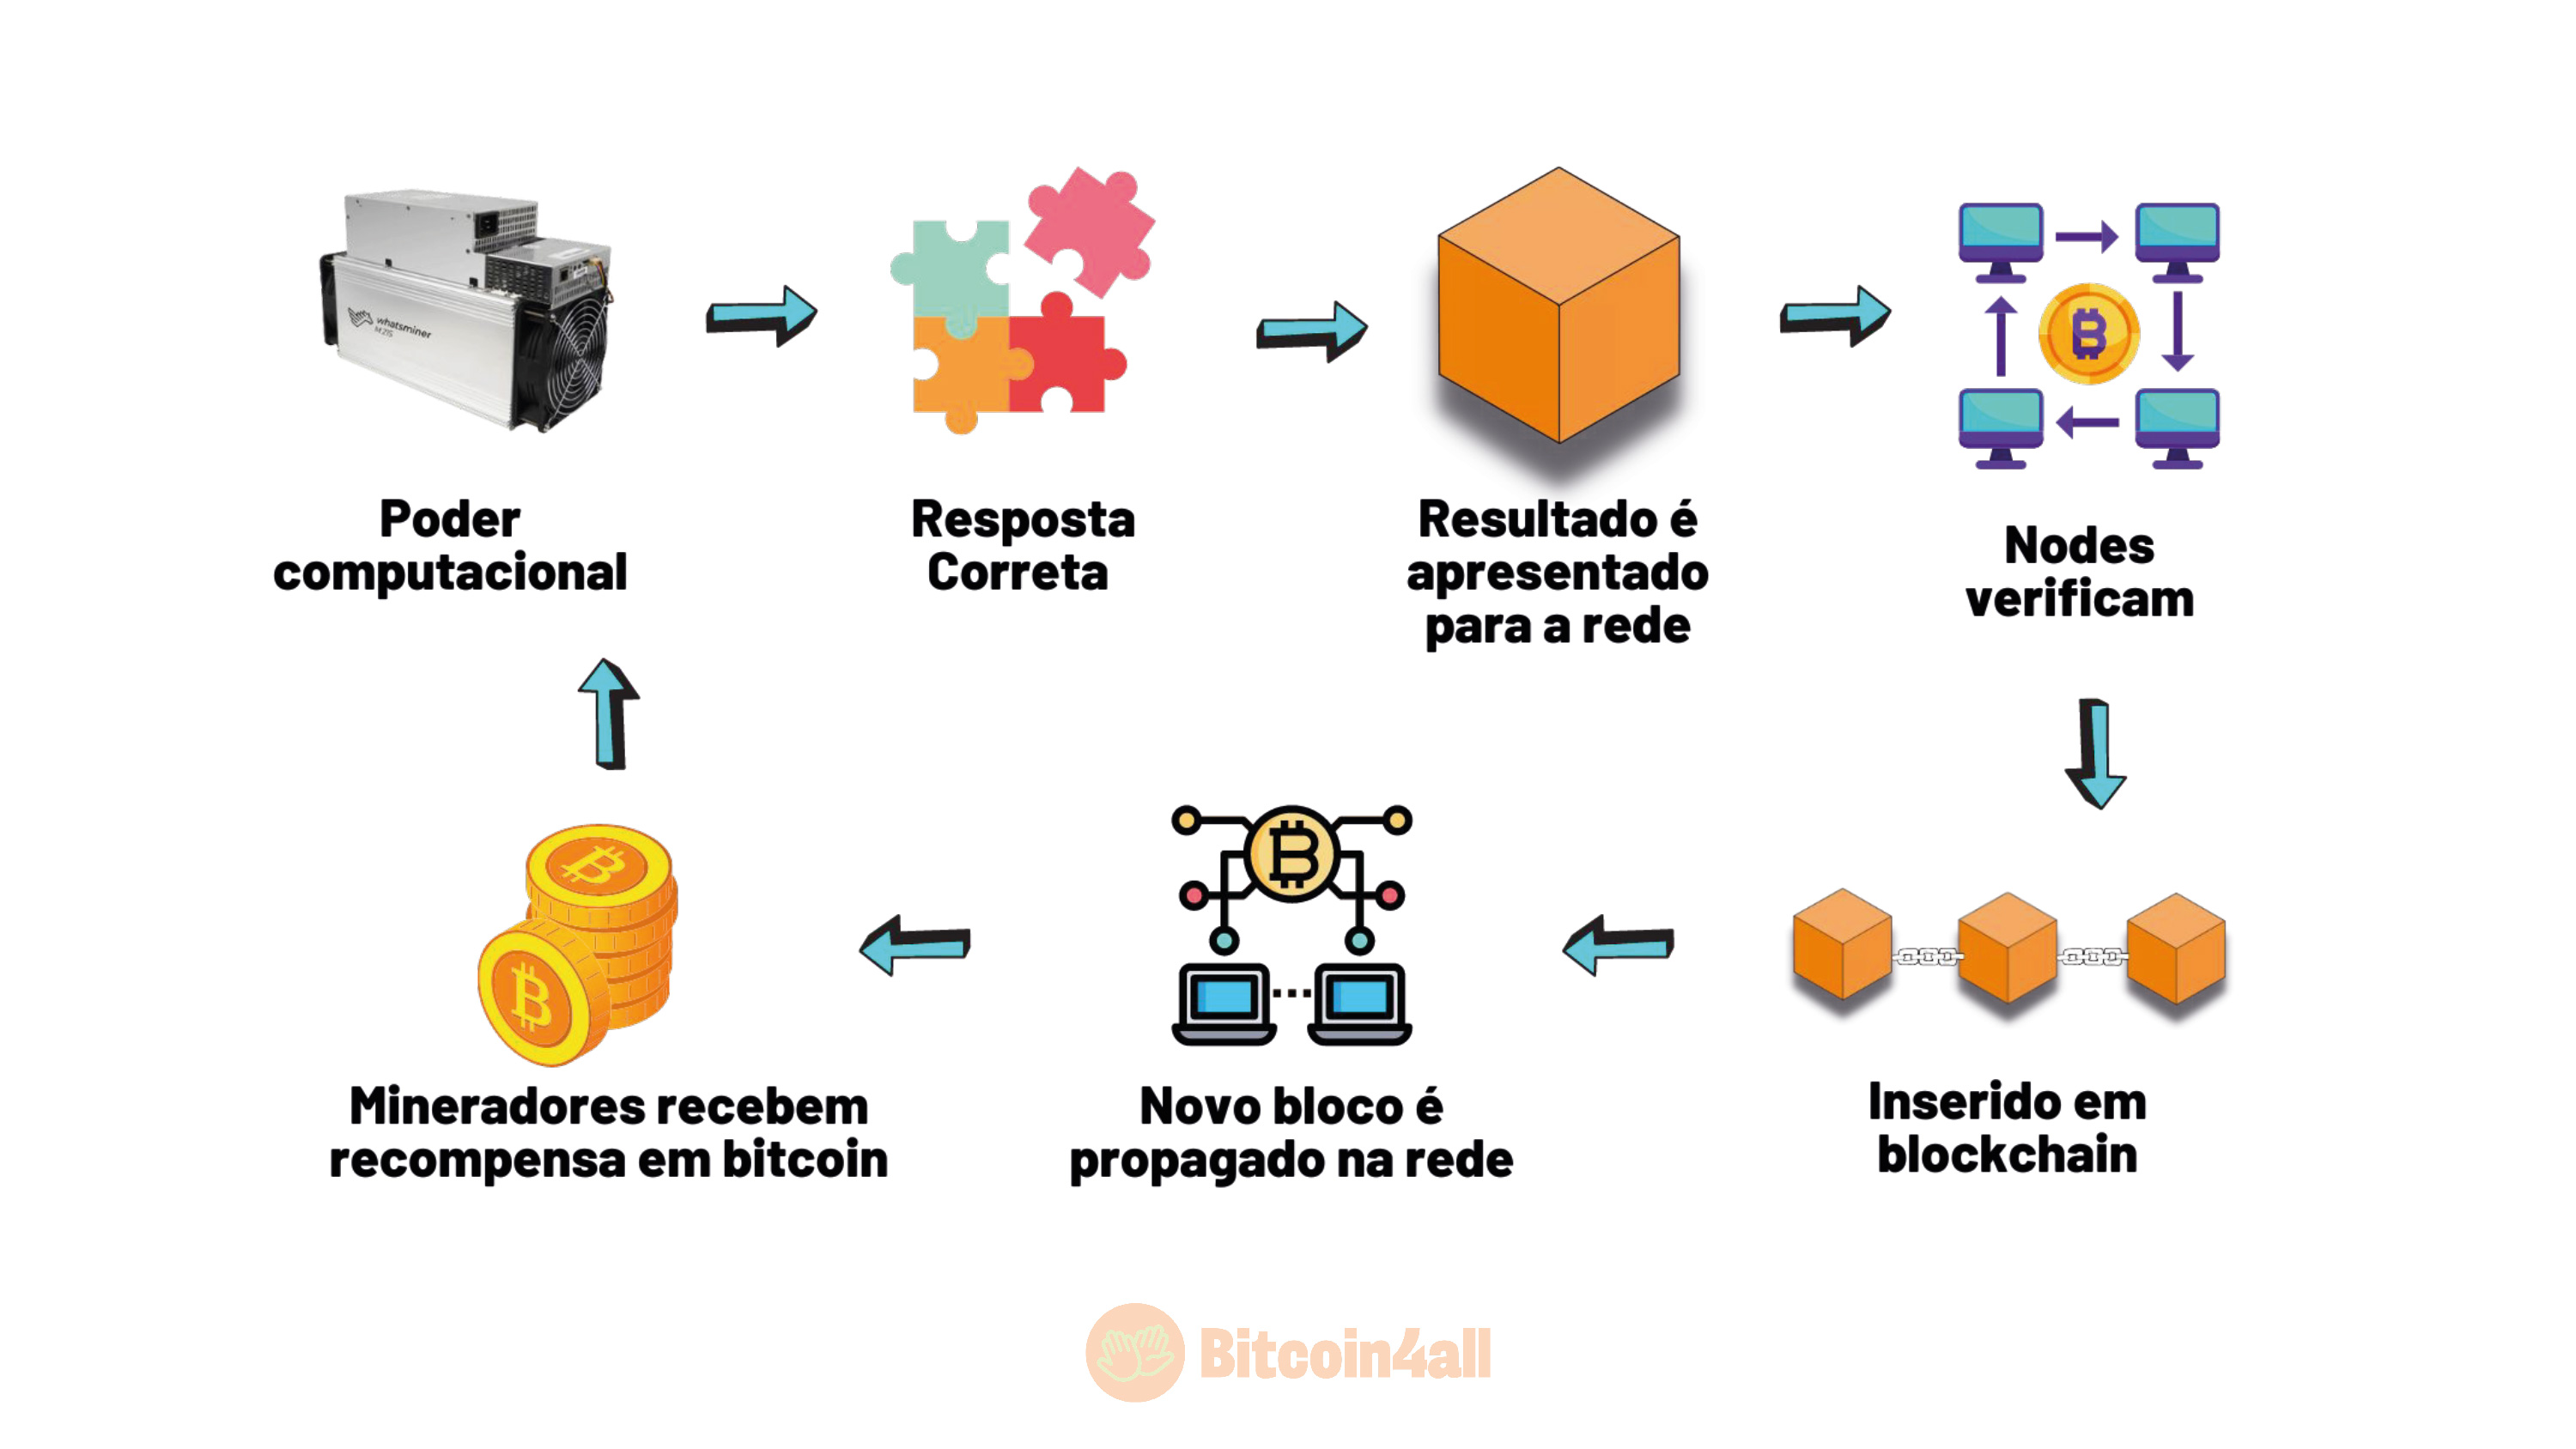 whatsminer
M21S
Poder
computacional
Resposta
Correta
Resultado é
apresentado
para a rede
Nodes
verificam
Mineradores recebem
recompensa em bitcoin
Novo bloco é
propagado na rede
Inserido em
blockchain
Bitcoin4all